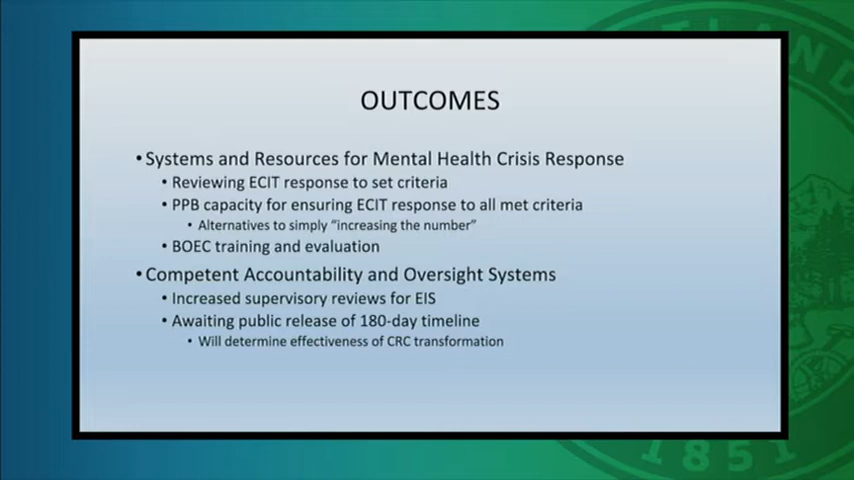 OUTCOMES
•Systems and Resources for Mental Health Crisis Response
• Reviewing ECIT response to set criteria
• PPB capacity for ensuring ECIT response to all met criteria
• Alternatives to simply "increasing the number"
• BOEC training and evaluation
• Competent Accountability and Oversight Systems
• Increased supervisory reviews for EIS
• Awaiting public release of 180-day timeline
• Will determine effectiveness of CRC transformation
TLAND
1851